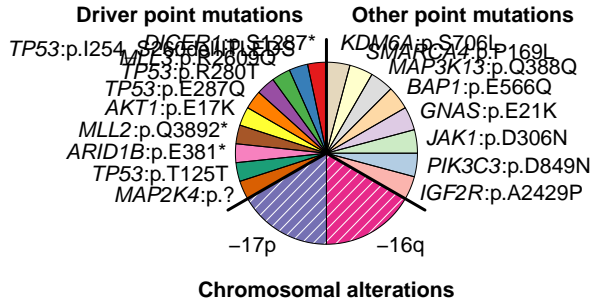 Driver point mutations
Other point mutations
DICER1:p.S1287*
KDM6A:p.S706L
TP53:p.I254_
SMARCA4:p.P169L
MLL3:p.R2609Q
MAP3K13:p.Q388Q
TP53:p.R280T
BAP1:p.E566Q
TP53:p.E287Q
GNAS:p.E21K
AKT1:p.E17K
JAK1:p.D306N
MLL2:p.Q3892*
PIK3C3:p.D849N
ARID1B:p.E381*
IGF2R:p.A2429P
TP53:p.T125T
MAP2K4:p.?
−17p
−16q
Chromosomal alterations